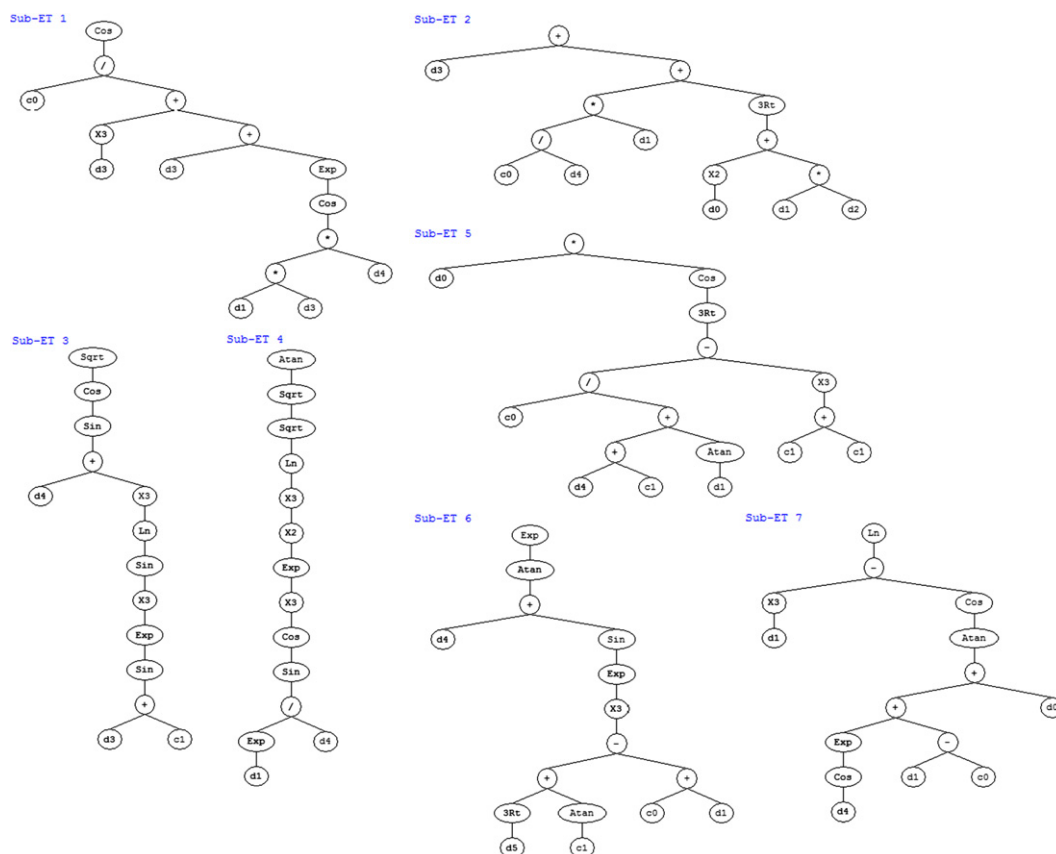 Sub-ET 1
Cos
/
c0 +
X3 +
d3 d3 Exp
Cos
*
* d4
d1 d3
Sub-ET 2
+
d3 +
* 3Rt
/ d1 +
c0 d4 X2 *
d0 d1 d2
Sub-ET 5
*
d0 Cos
3Rt
-
/ X3
c0 + +
+ Atan c1 c1
d4 c1 d1
Sub-ET 3
Sqrt
Cos
Sin
+
d4 X3
Ln
Sin
X3
Exp
Sin
+
d3 c1
Sub-ET 4
Atan
Sqrt
Sqrt
Ln
X3
X2
Exp
X3
Cos
Sin
/
Exp d4
d1
Sub-ET 6
Exp
Atan
+
d4 Sin
Exp
X3
-
+ +
3Rt Atan c0 d1
d5 c1
Sub-ET 7
Ln
-
X3 Cos
d1 Atan
+
+ d0
Exp -
Cos d1 c0
d4